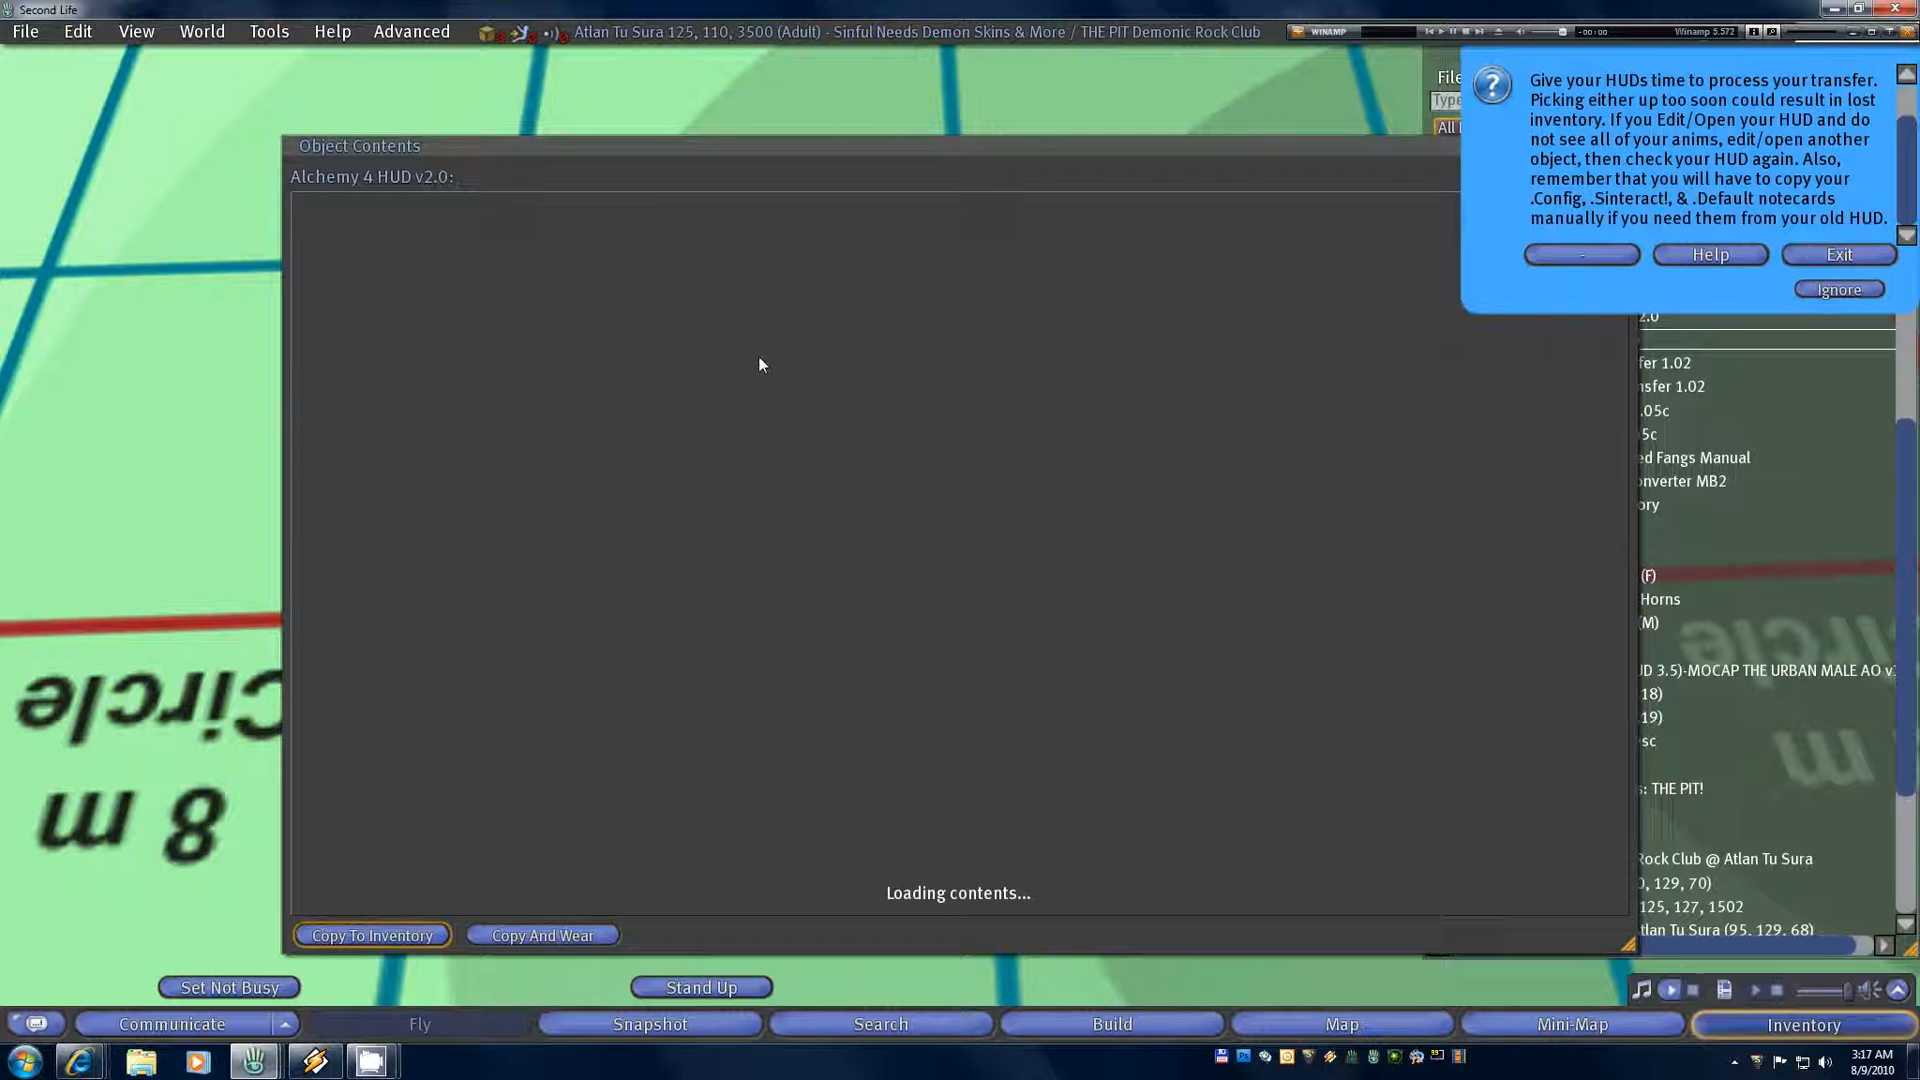 Second Life
File Edit View World Tools Help Advanced
Atlan Tu Sura 125, 110, 3500 (Adult) - Sinful Needs Demon Skins & More / THE PIT Demonic Rock Club
WINAMP
-00:00
Winamp 5.572
File
Type
All
Give your HUDs time to process your transfer.
Picking either up too soon could result in lost
inventory. If you Edit/Open your HUD and do
not see all of your anims, edit/open another
object, then check your HUD again. Also,
remember that you will have to copy your
.Config, .Sinteract!, & .Default notecards
manually if you need them from your old HUD.
- Help Exit
Ignore
Object Contents
Alchemy 4 HUD v2.0:
2.0
fer 1.02
nsfer 1.02
.05c
5c
ed Fangs Manual
onverter MB2
ory
(F)
Horns
(M)
JD 3.5)-MOCAP THE URBAN MALE AO v
18)
19)
sc
s: THE PIT!
Rock Club @ Atlan Tu Sura
0, 129, 70)
125, 127, 1502
tlan Tu Sura (95, 129, 68)
Circle
8 m
Circle
m
Loading contents...
Copy To Inventory Copy And Wear
Set Not Busy Stand Up
Communicate Fly Snapshot Search Build Map Mini-Map Inventory
3:17 AM
8/9/2010